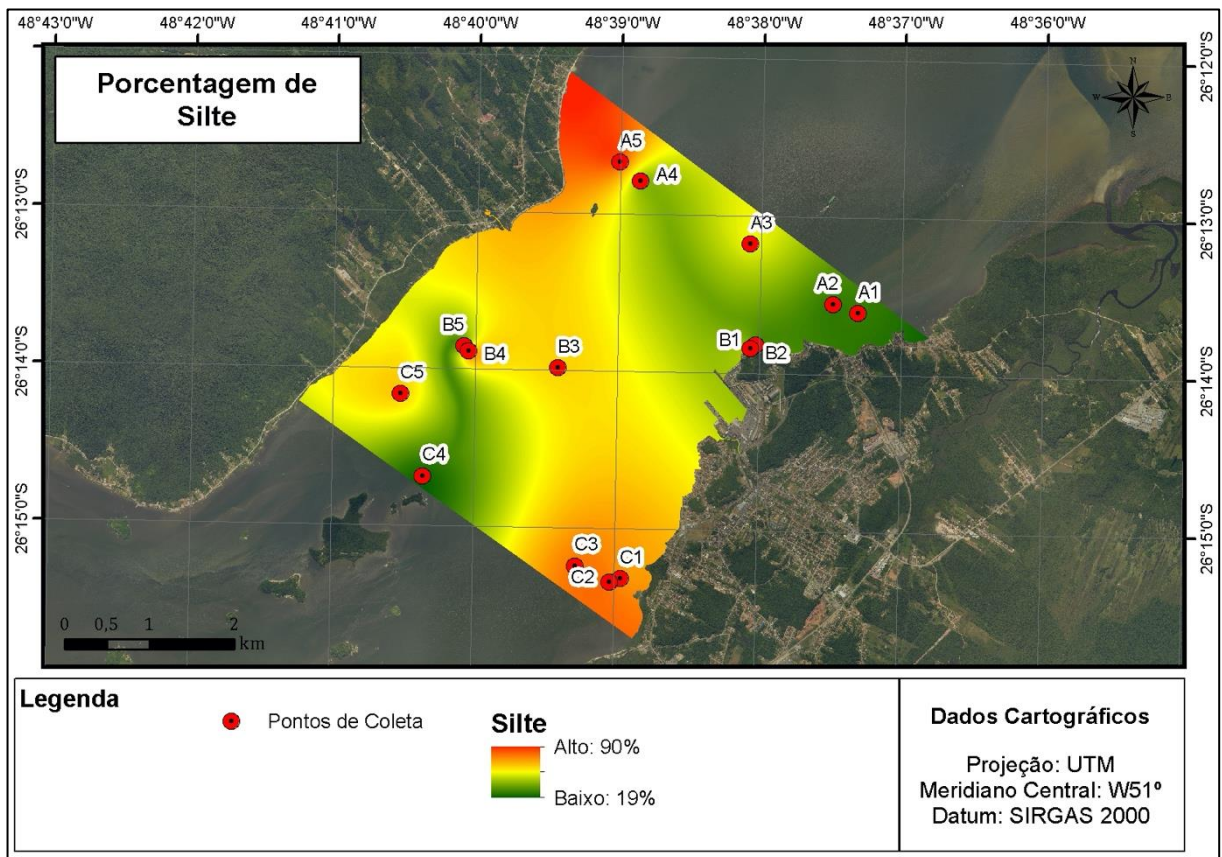 48°43'0"W 48°42'0"W 48°41'0"W 48°40'0"W 48°39'0"W 48°38'0"W 48°37'0"W 48°36'0"W
Porcentagem de
Silte
N
W
S
26°12'0"S
26°13'0"S
26°13'0"S
26°14'0"S
26°14'0"S
26°15'0"S
26°15'0"S
A5
A4
A3
A2
A1
B5
B4
B3
B1
B2
C5
C4
C3
C1
C2
0 0,5 1 2
km
Legenda
Pontos de Coleta
Silte
Alto: 90%
Baixo: 19%
Dados Cartográficos
Projeção: UTM
Meridiano Central: W51º
Datum: SIRGAS 2000